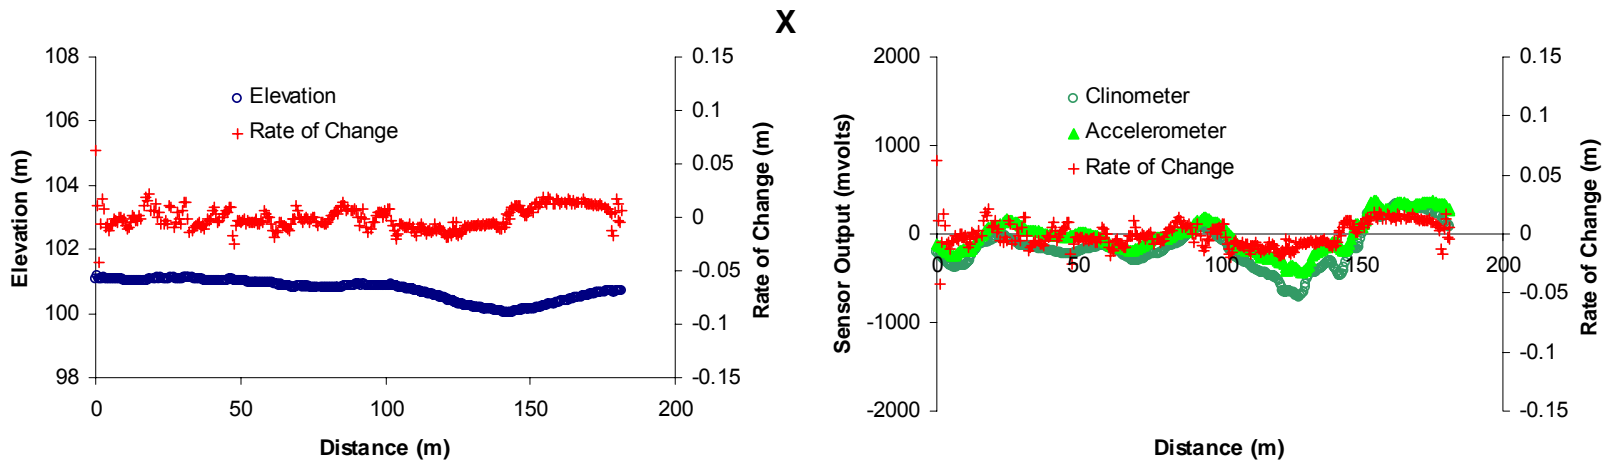 X
108
106
104
102
100
98
Elevation (m)
0.15
0.1
0.05
0
-0.05
-0.1
-0.15
Rate of Change (m)
Elevation
Rate of Change
0 50 100 150 200
Distance (m)
2000
1000
0
-1000
-2000
Sensor Output (mvolts)
0.15
0.1
0.05
0
-0.05
-0.1
-0.15
Rate of Change (m)
Clinometer
Accelerometer
Rate of Change
0 50 100 150 200
Distance (m)